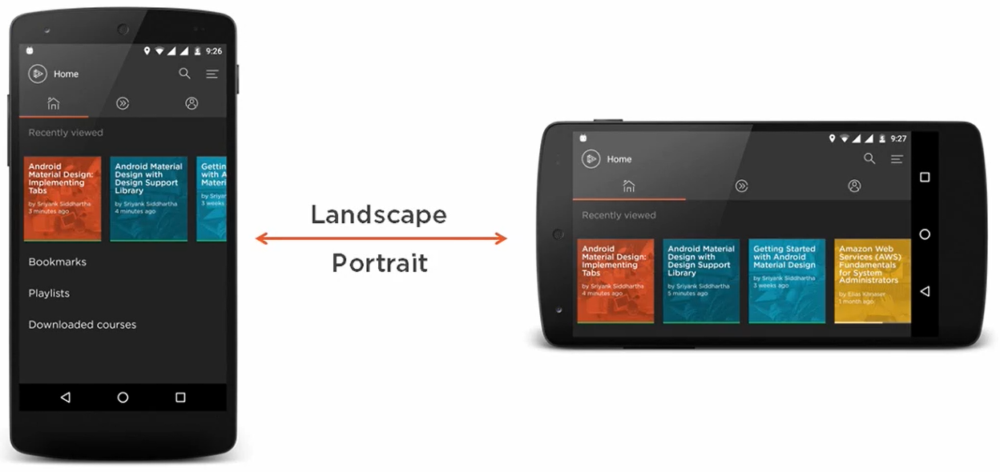 9:26
Home
Recently viewed
Android
Material Design:
Implementing
Tabs
by Sriyank Siddhartha
3 minutes ago
Android Material
Design with
Design Support
Library
by Sriyank Siddhartha
4 minutes ago
Gettin
with A
Materi
by Sriyan
3 weeks
Bookmarks
Playlists
Downloaded courses
Landscape
Portrait
9:27
Home
Recently viewed
Android
Material Design:
Implementing
Tabs
by Sriyank Siddhartha
4 minutes ago
Android Material
Design with
Design Support
Library
by Sriyank Siddhartha
5 minutes ago
Getting Started
with Android
Material Design
by Sriyank Siddhartha
3 weeks ago
Amazon Web
Services (AWS)
Fundamentals
for System
Administrators
by Elias Khnaser
1 month ago